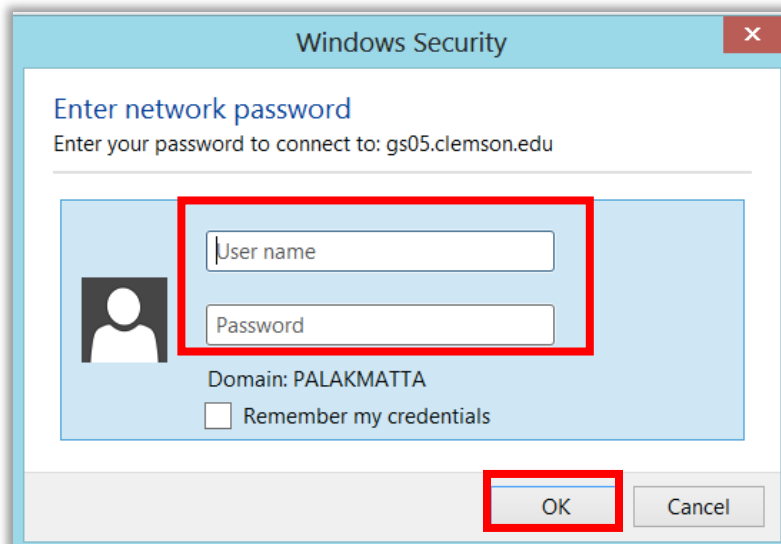 Windows Security
x
Enter network password
Enter your password to connect to: gs05.clemson.edu
User name
Password
Domain: PALAKMATTA
Remember my credentials
OK
Cancel